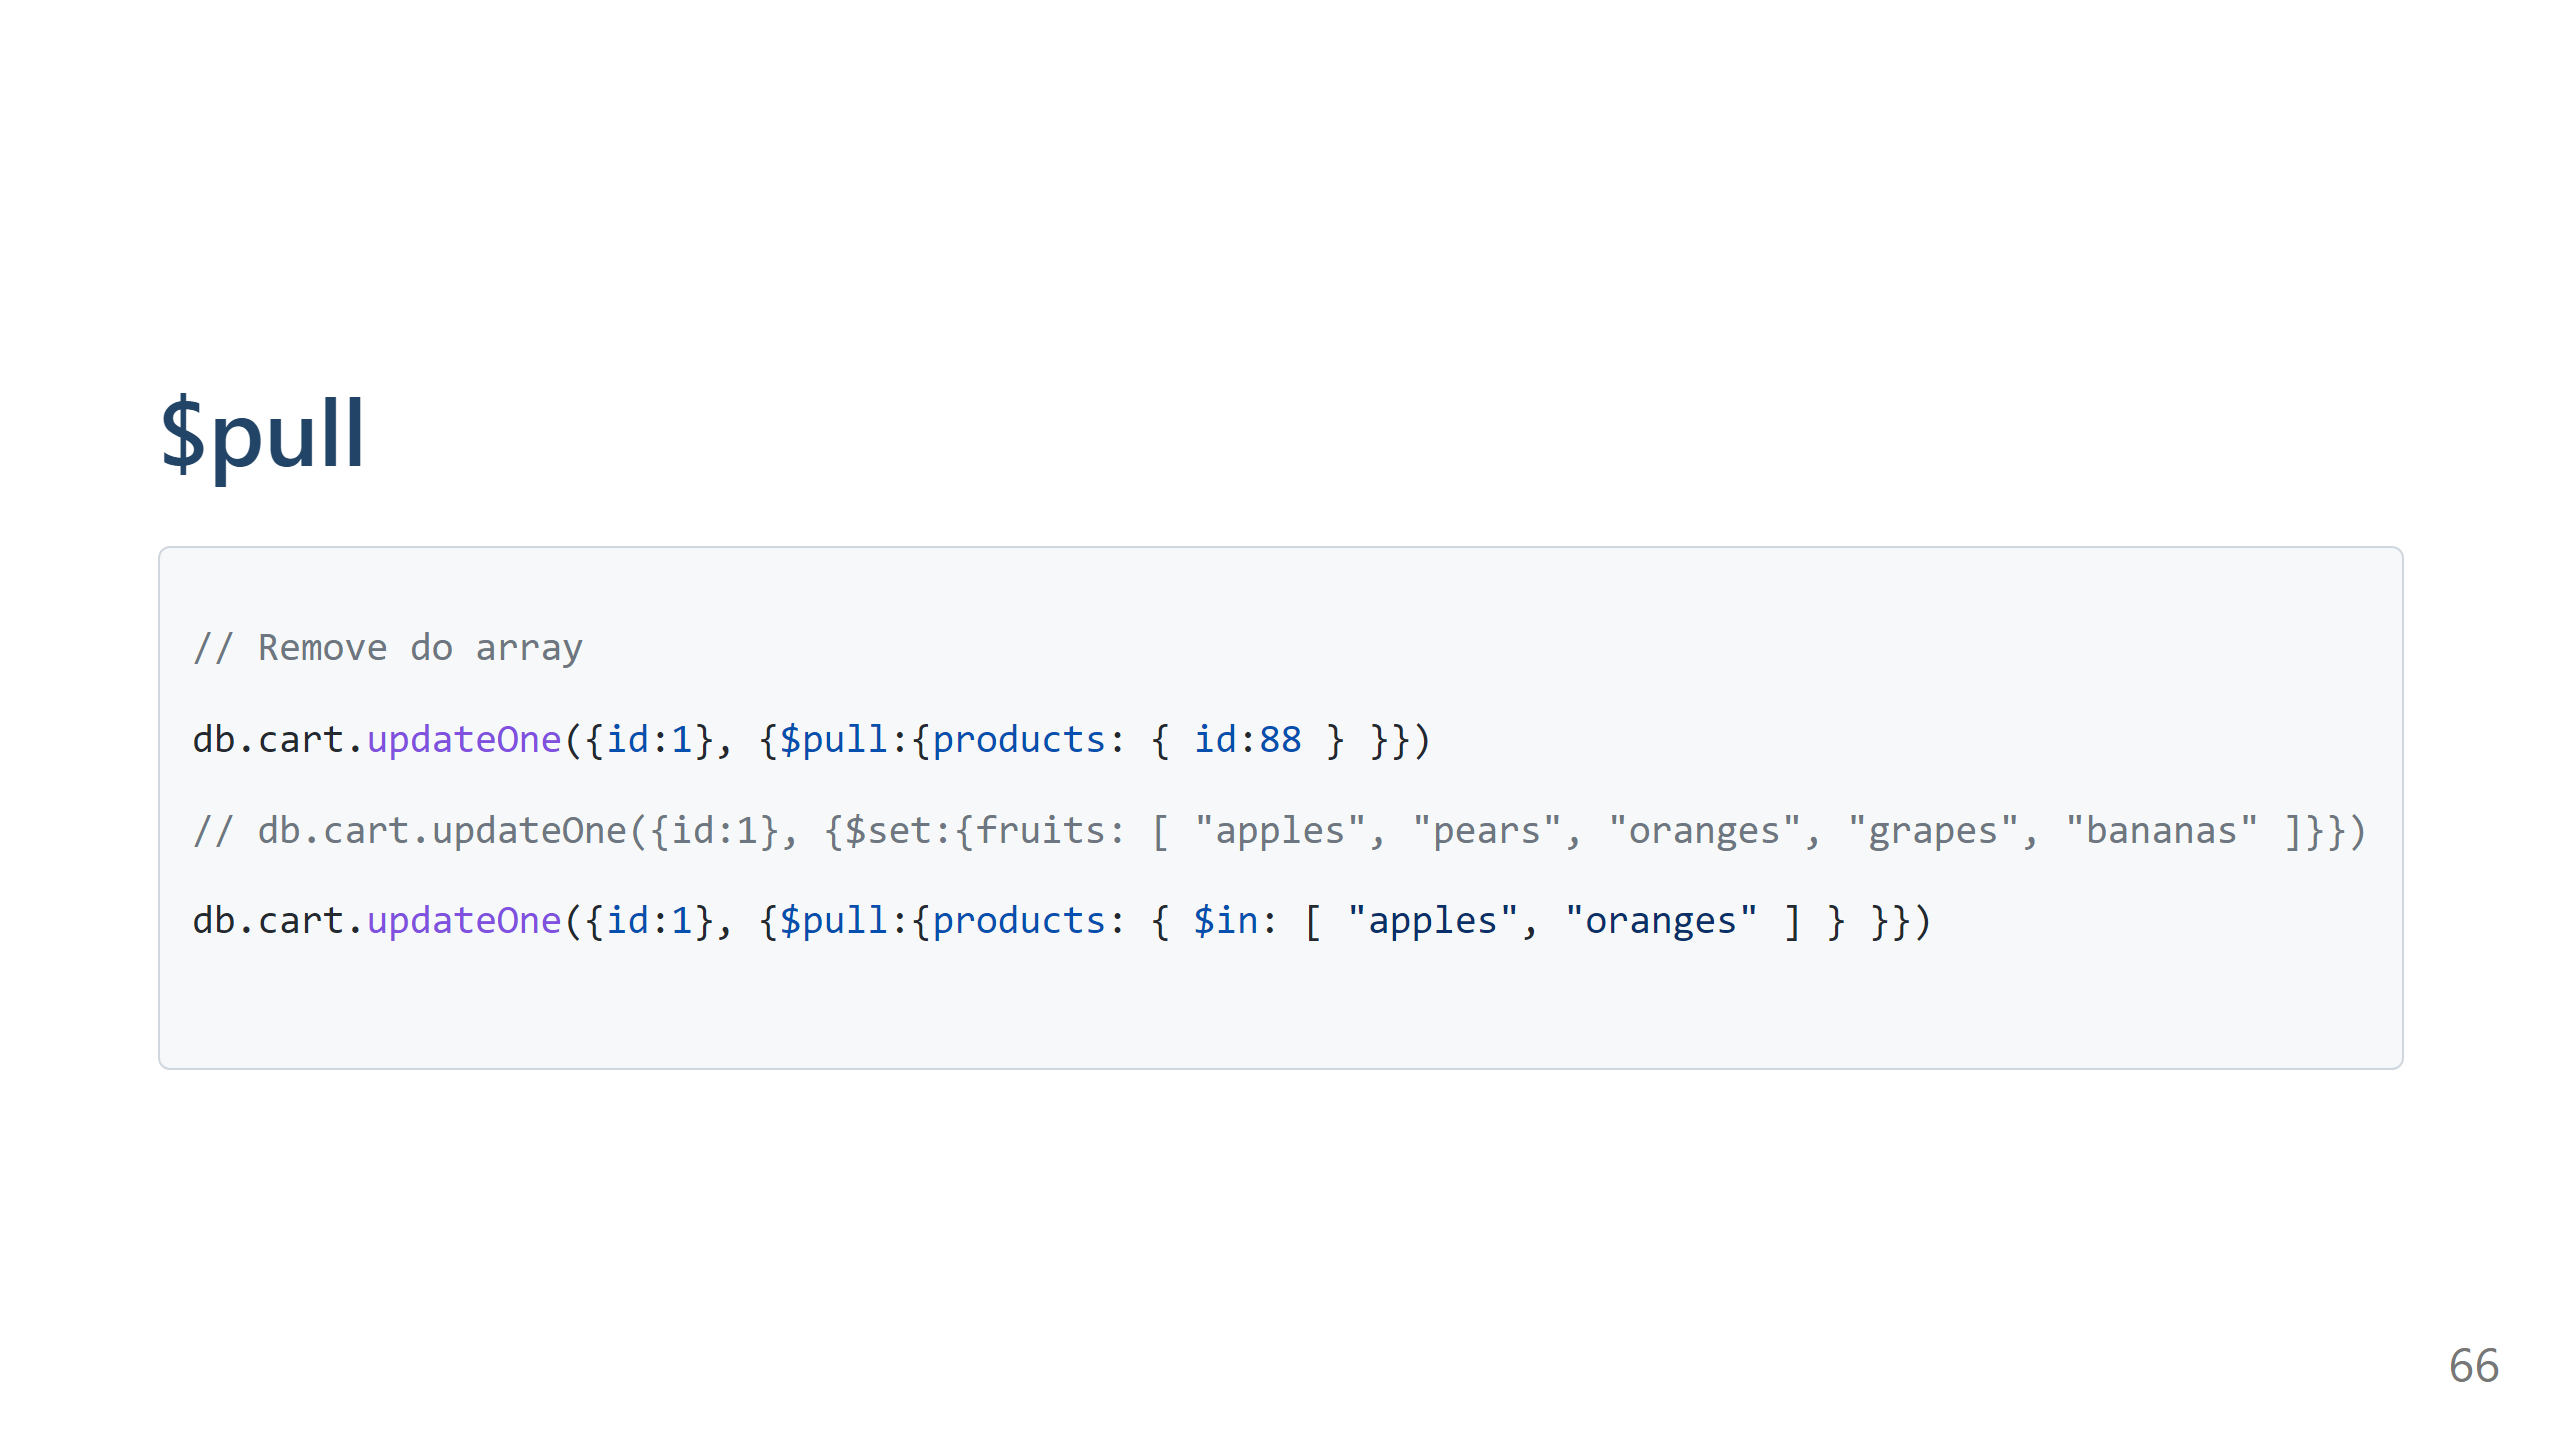 $pull
// Remove do array
db.cart.updateOne({id:1}, {$pull:{products: { id:88 } }})
// db.cart.updateOne({id:1}, {$set:{fruits: [ "apples", "pears", "oranges", "grapes", "bananas" ]}})
db.cart.updateOne({id:1}, {$pull:{products: { $in: [ "apples", "oranges" ] } }})
66